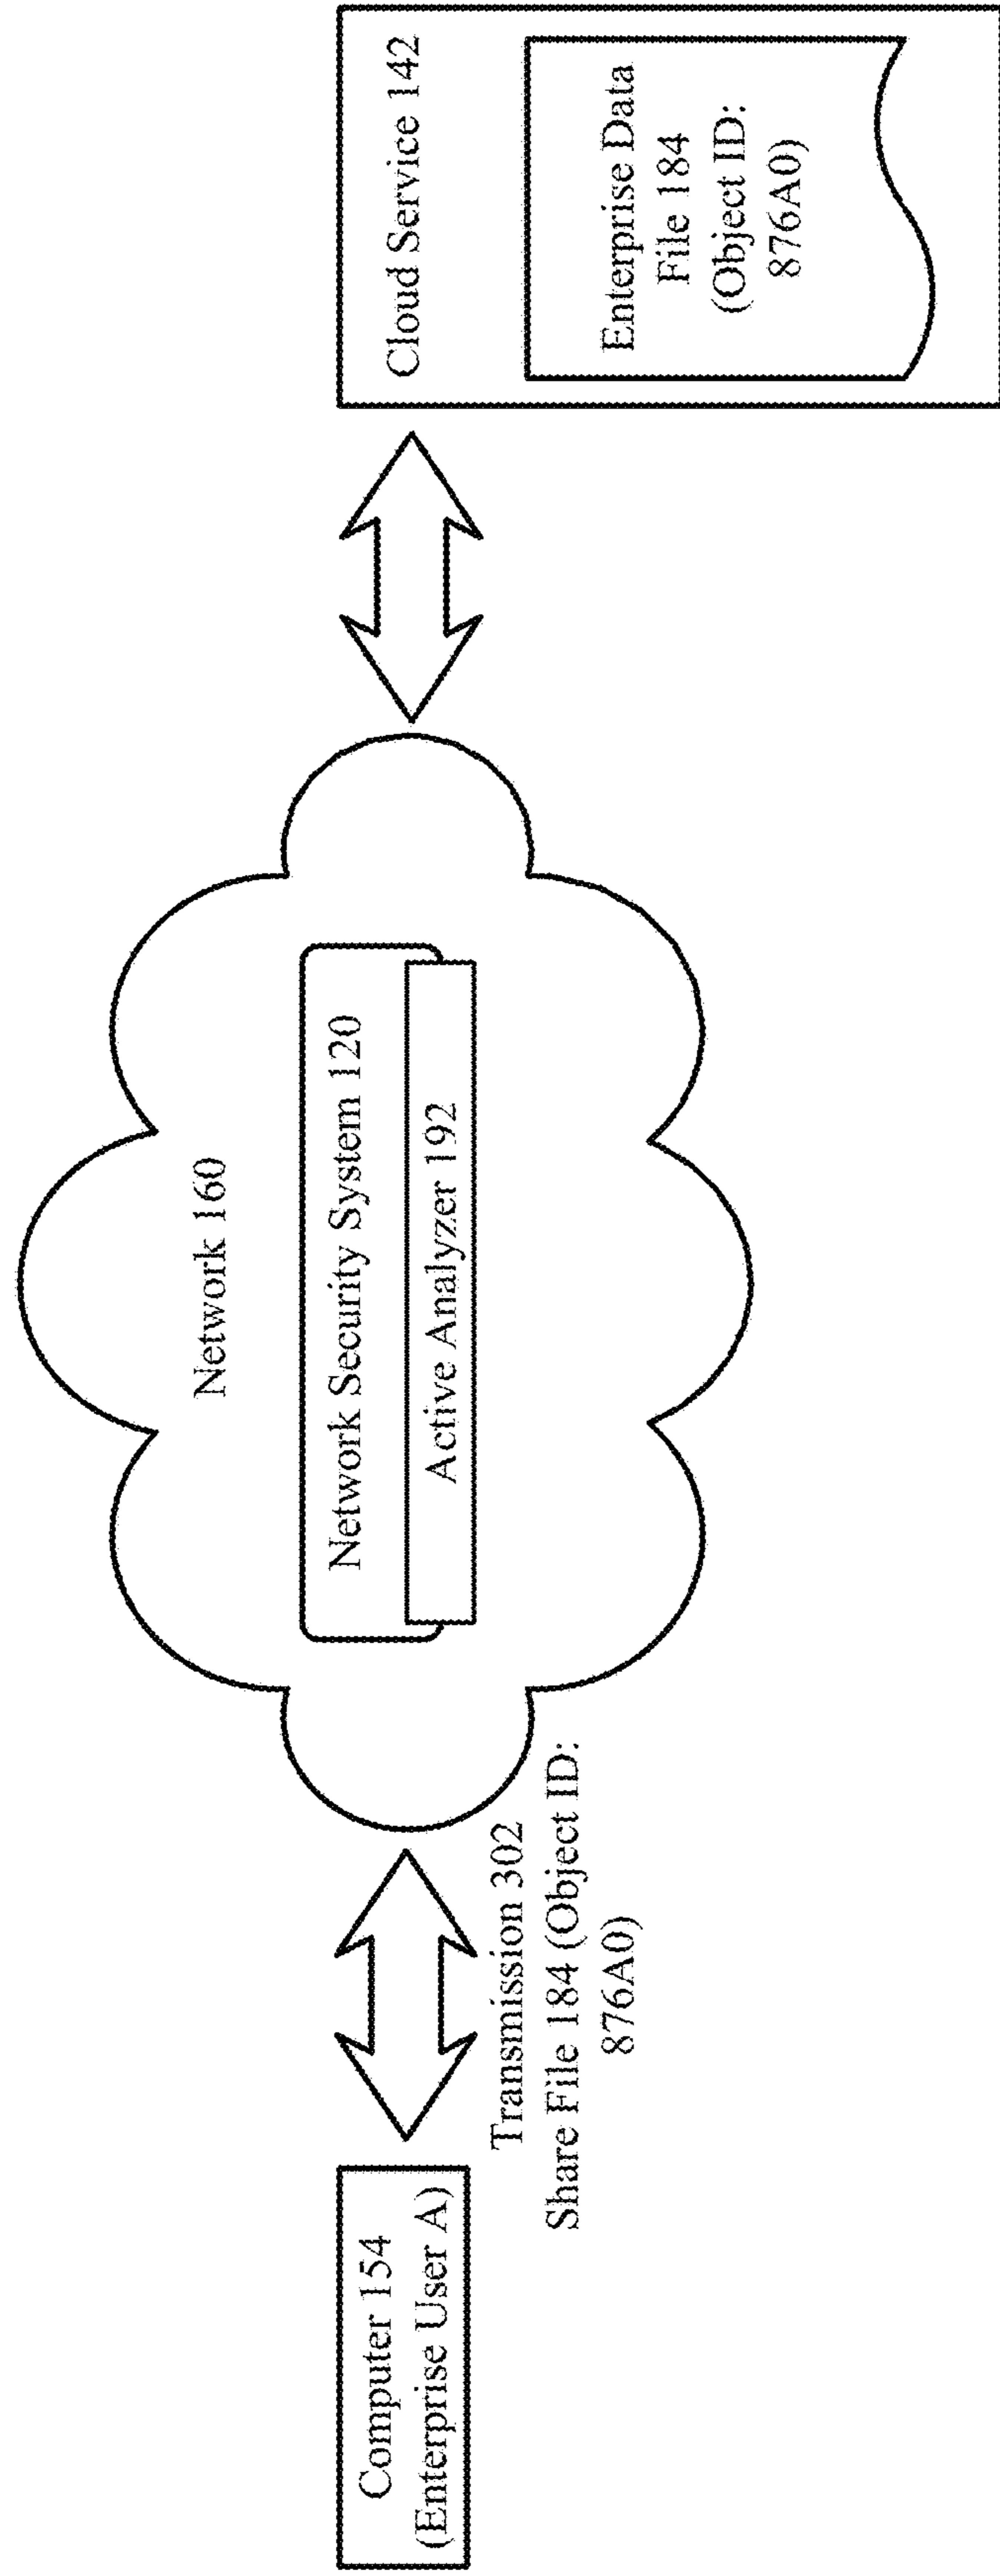 Computer 154
(Enterprise User A)
Transmission 302
Share File 184 (Object ID:
876A0)
Network 160
Network Security System 120
Active Analyzer 192
Cloud Service 142
Enterprise Data
File 184
(Object ID:
876A0)